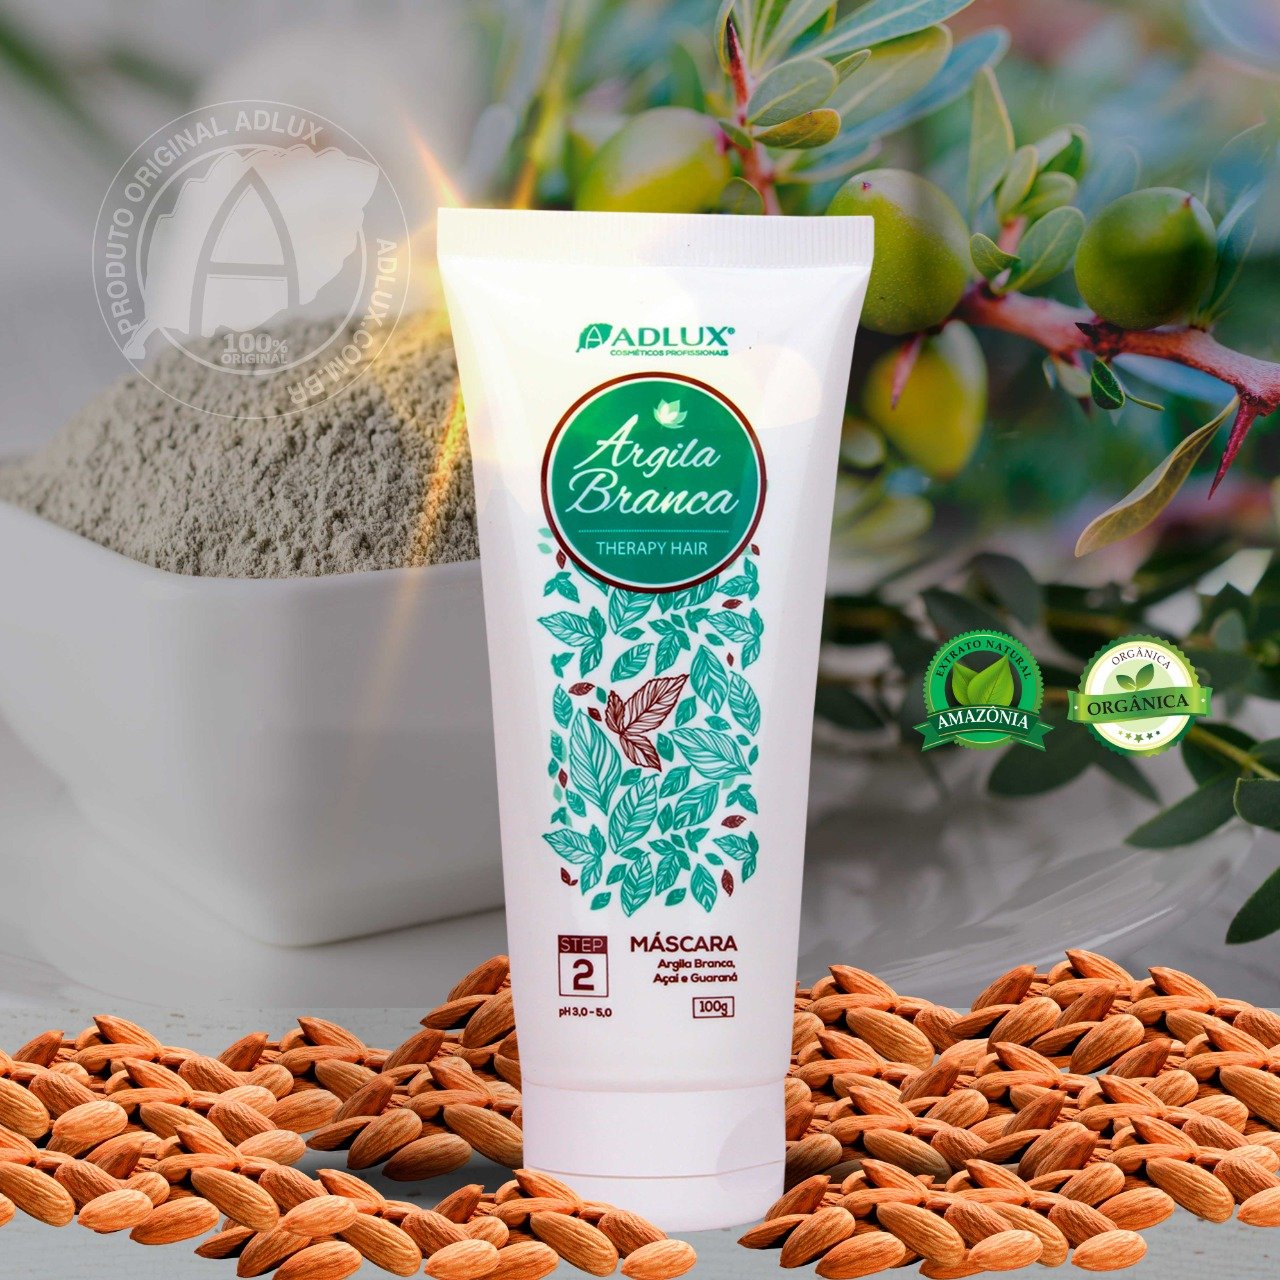 PRODUTO ORIGINAL ADLUX
ADLUX.COM.BR
100%
ORIGINAL
ADLUX®
COSMÉTICOS PROFISSIONAIS
Argila
Branca
THERAPY HAIR
EXTRATO NATURAL
AMAZÔNIA
ORGÂNICA
ORGÂNICA
STEP
2
pH 3,0 - 5,0
MÁSCARA
Argila Branca,
Açaí e Guaraná
100g